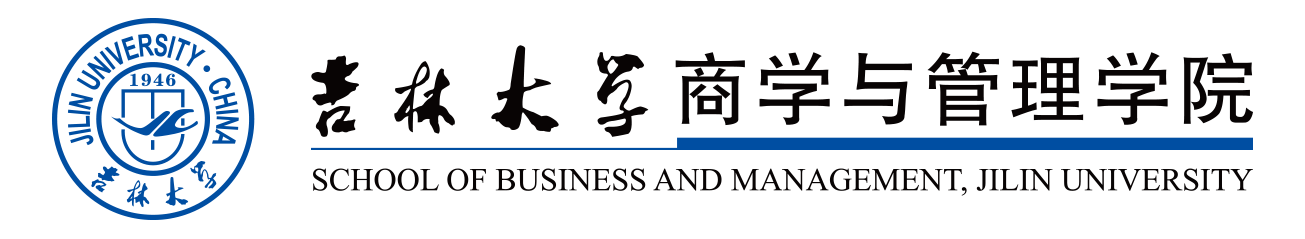 JILIN UNIVERSITY · CHINA
1946
吉林大学
吉林大学商学与管理学院
SCHOOL OF BUSINESS AND MANAGEMENT, JILIN UNIVERSITY